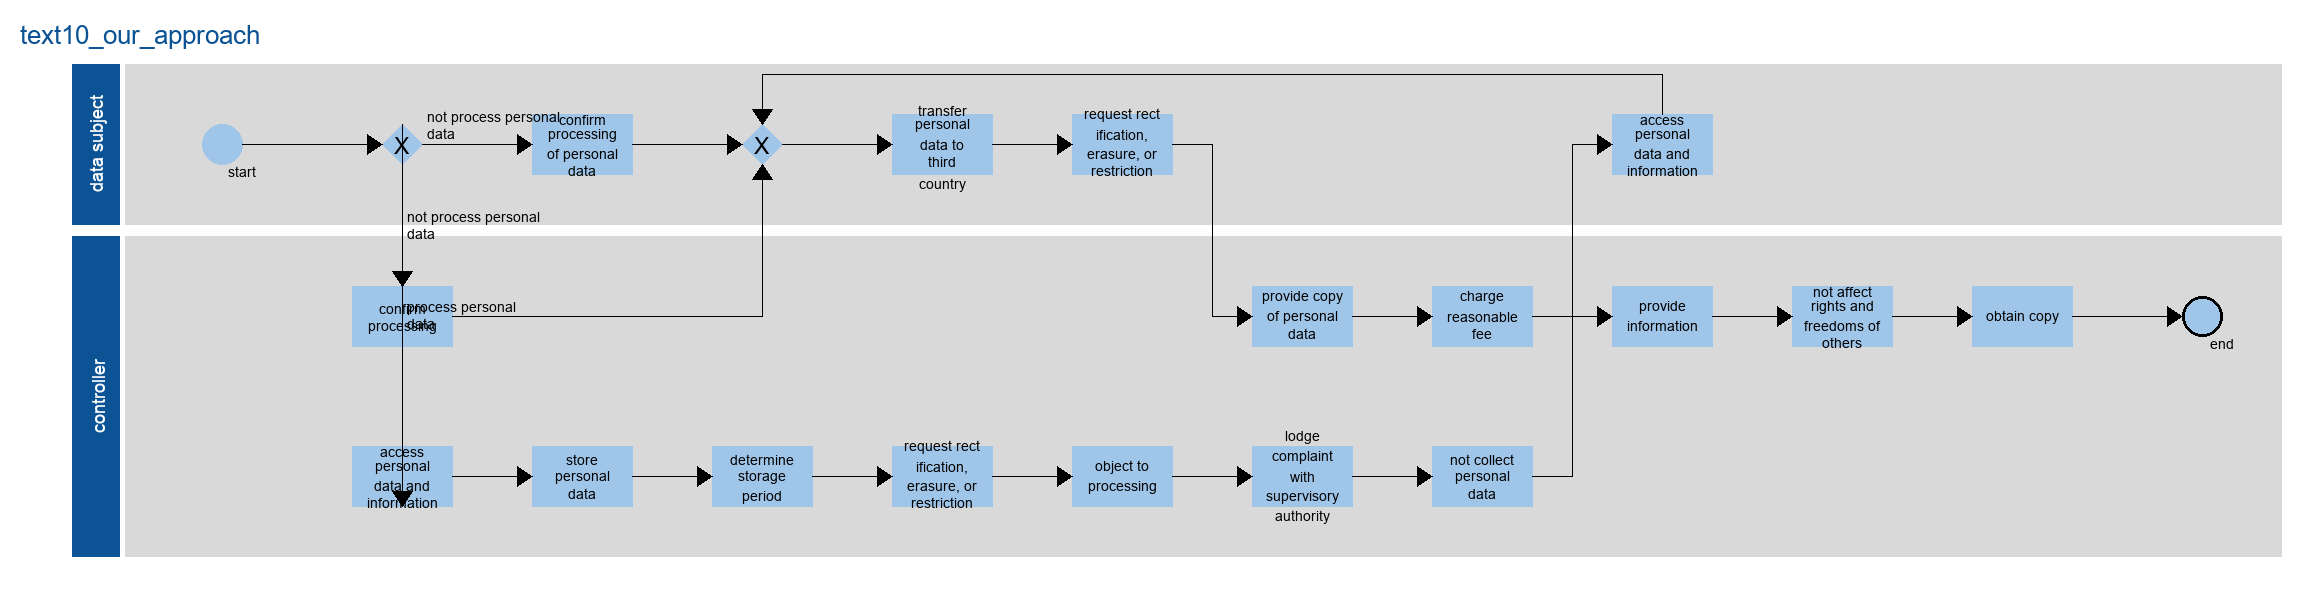 text10_our_approach
data subject
start
X
not process personal
data
confirm
processing
of personal
data
X
transfer
personal
data to
third
country
request rect
ification,
erasure, or
restriction
access
personal
data and
information
not process personal
data
controller
confirm
processing
process personal
data
provide copy
of personal
data
charge
reasonable
fee
provide
information
not affect
rights and
freedoms of
others
obtain copy
end
access
personal
data and
information
store
personal
data
determine
storage
period
request rect
ification,
erasure, or
restriction
object to
processing
lodge
complaint
with
supervisory
authority
not collect
personal
data